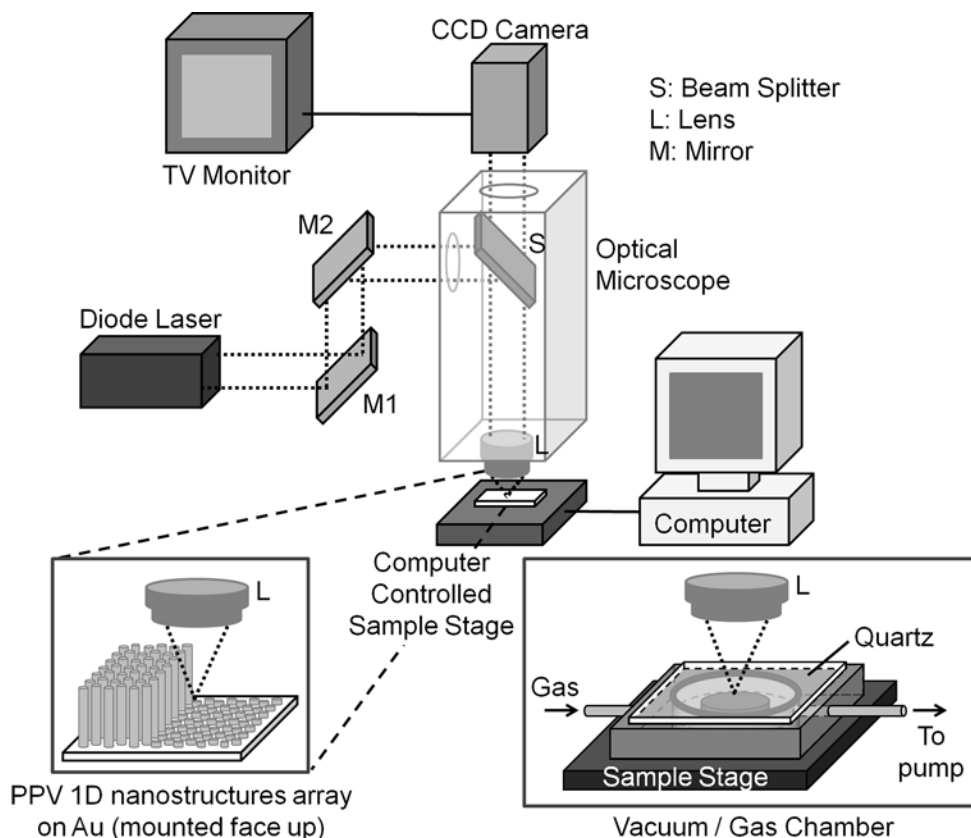 CCD Camera
S: Beam Splitter
L: Lens
M: Mirror
TV Monitor
M2
S
Optical
Microscope
Diode Laser
M1
L
Computer
Computer
Controlled
Sample Stage
L
PPV 1D nanostructures array
on Au (mounted face up)
L
Quartz
Gas
To
pump
Sample Stage
Vacuum / Gas Chamber